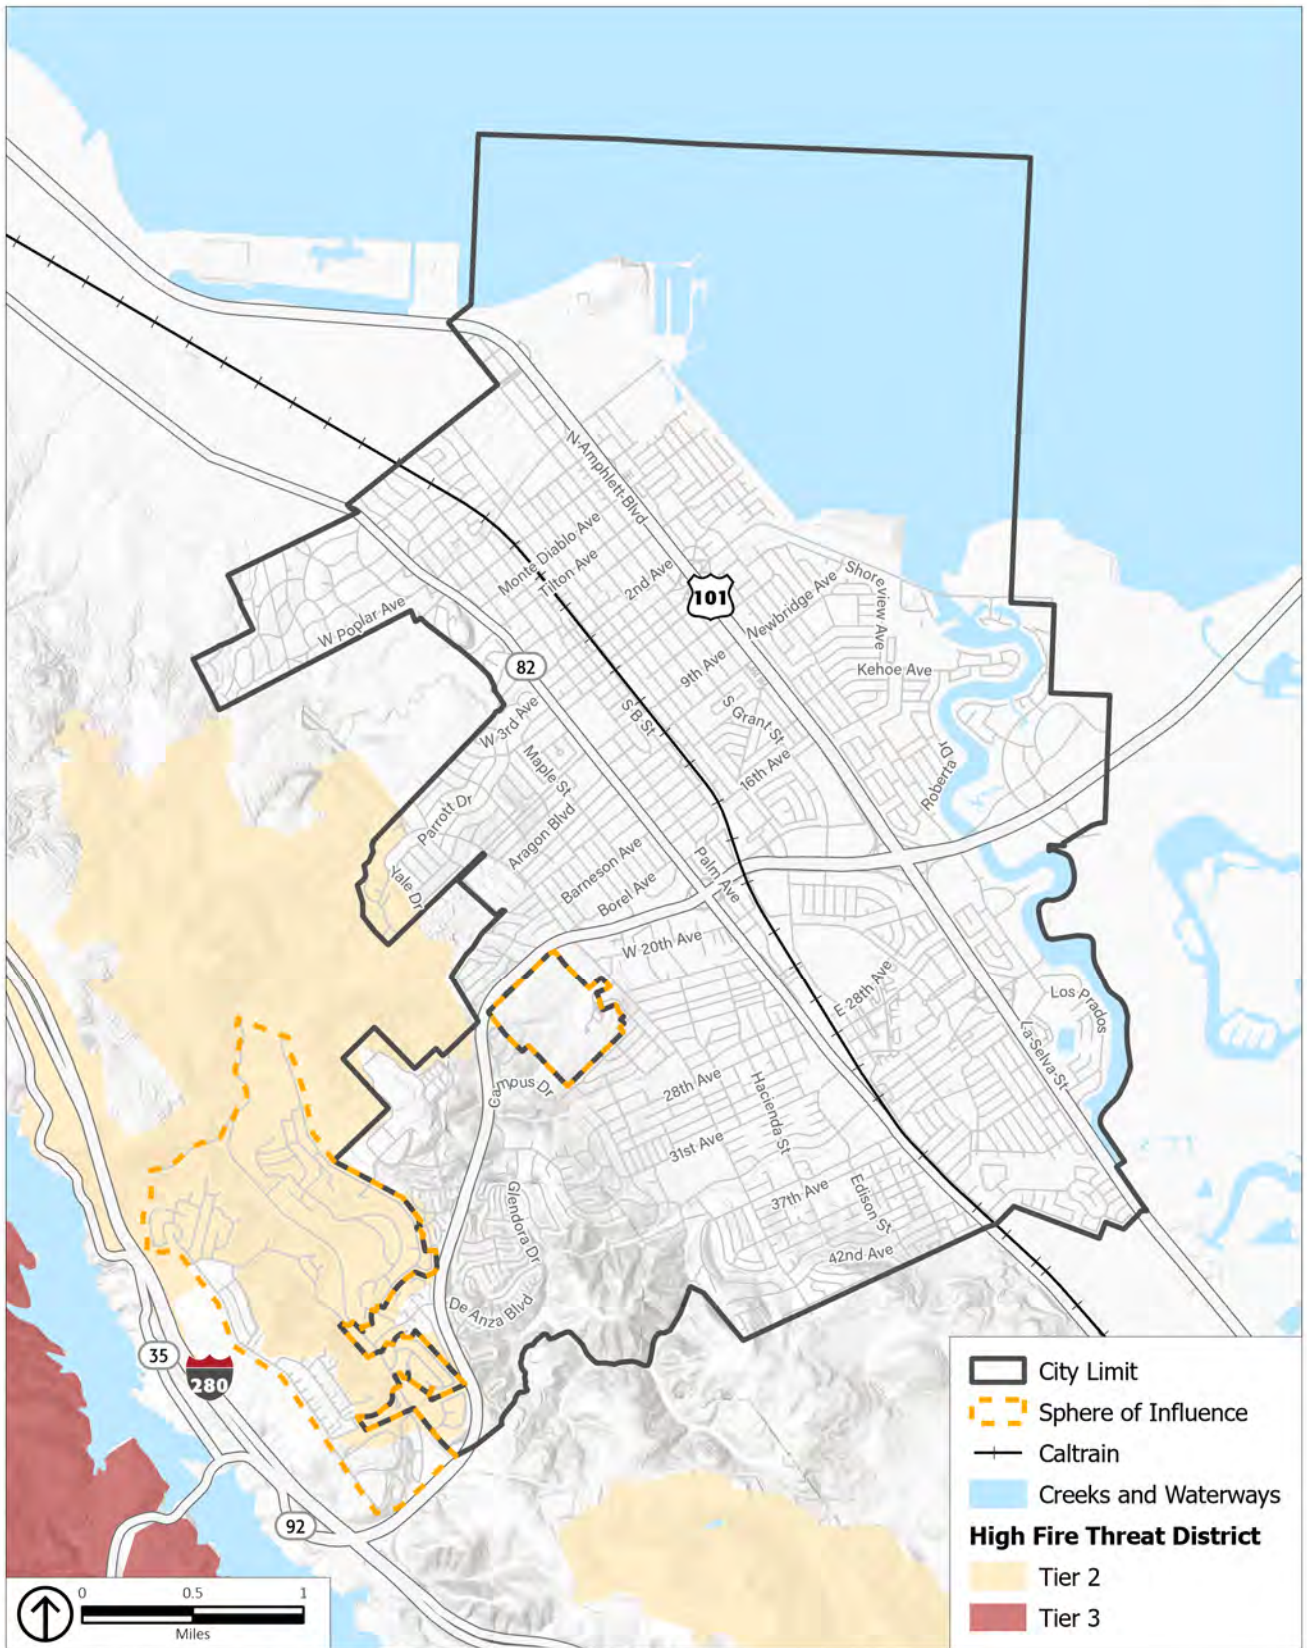 N Amphlett Blvd
Monte Diablo Ave
Tilton Ave
2nd Ave
101
Newbridge Ave
Shoreview Ave
W Poplar Ave
82
9th Ave
Kehoe Ave
S B St
S Grant St
W 3rd Ave
Maple St
16th Ave
Roberta Dr
Parrott Dr
Aragon Blvd
Barneson Ave
Palm Ave
Yale Dr
Borel Ave
W 20th Ave
E 28th Ave
Los Prados
La Selva St
Campus Dr
28th Ave
Hacienda St
31st Ave
Glendora Dr
37th Ave
Edison St
42nd Ave
De Anza Blvd
35
280
92
City Limit
Sphere of Influence
Caltrain
Creeks and Waterways
High Fire Threat District
Tier 2
Tier 3
0 0.5 1
Miles